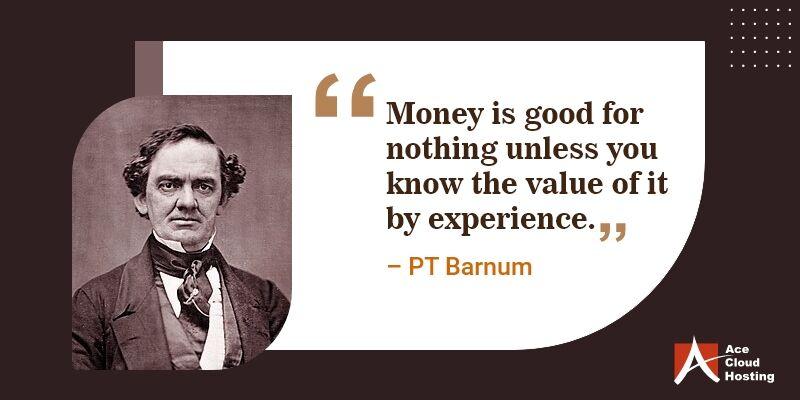 Money is good for
nothing unless you
know the value of it
by experience.”
– PT Barnum
Ace
Cloud
Hosting